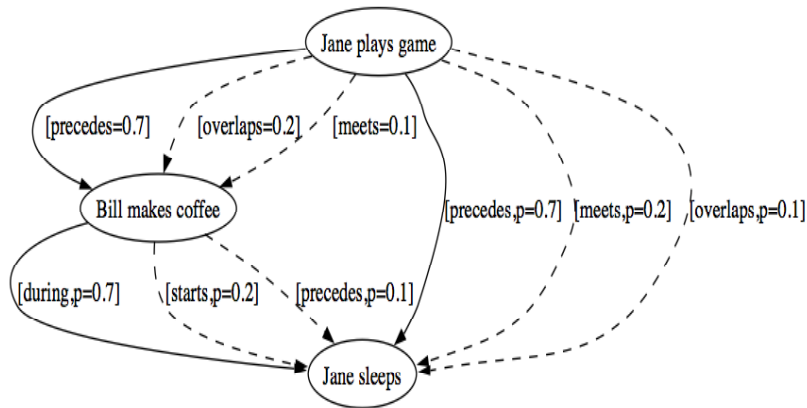 Jane plays game
[precedes=0.7]
[overlaps=0.2]
[meets=0.1]
Bill makes coffee
[precedes,p=0.7]
[meets,p=0.2]
[overlaps,p=0.1]
[during,p=0.7]
[starts,p=0.2]
[precedes,p=0.1]
Jane sleeps